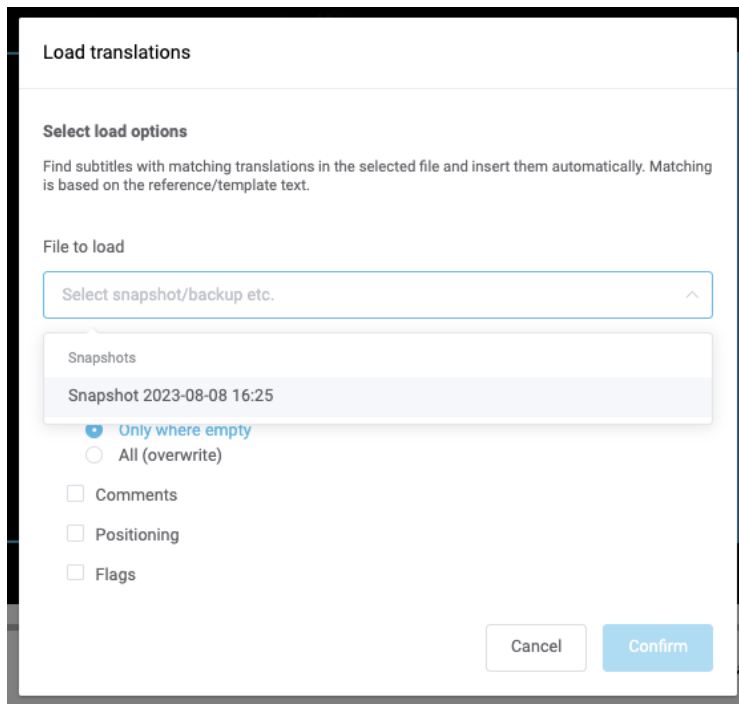 Load translations
Select load options
Find subtitles with matching translations in the selected file and insert them automatically. Matching
is based on the reference/template text.
File to load
Select snapshot/backup etc.
Snapshots
Snapshot 2023-08-08 16:25
Only where empty
All (overwrite)
Comments
Positioning
Flags
Cancel
Confirm